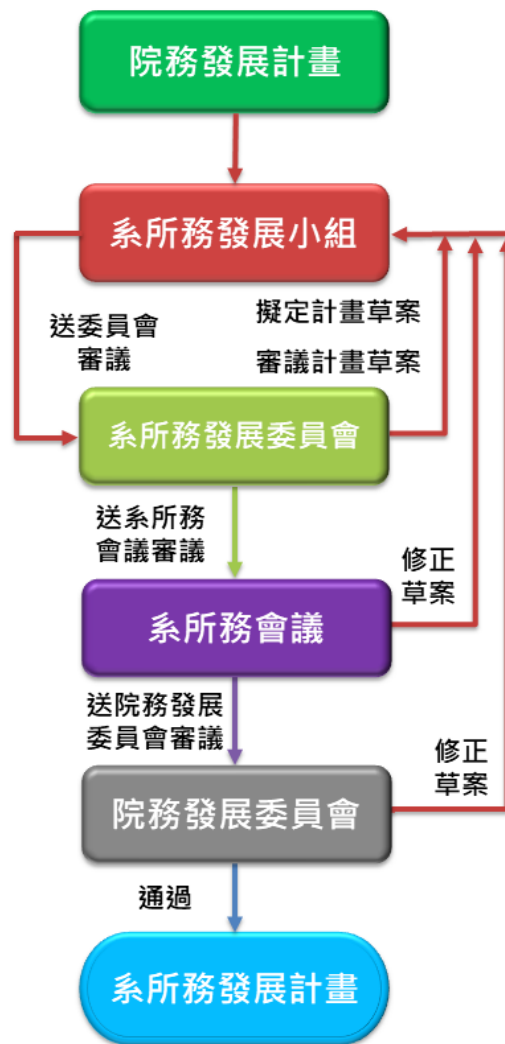 院務發展計畫
系所務發展小組
送委員會
審議
擬定計畫草案
審議計畫草案
系所務發展委員會
送系所務
會議審議
修正
草案
系所務會議
送院務發展
委員會審議
修正
草案
院務發展委員會
通過
系所務發展計畫